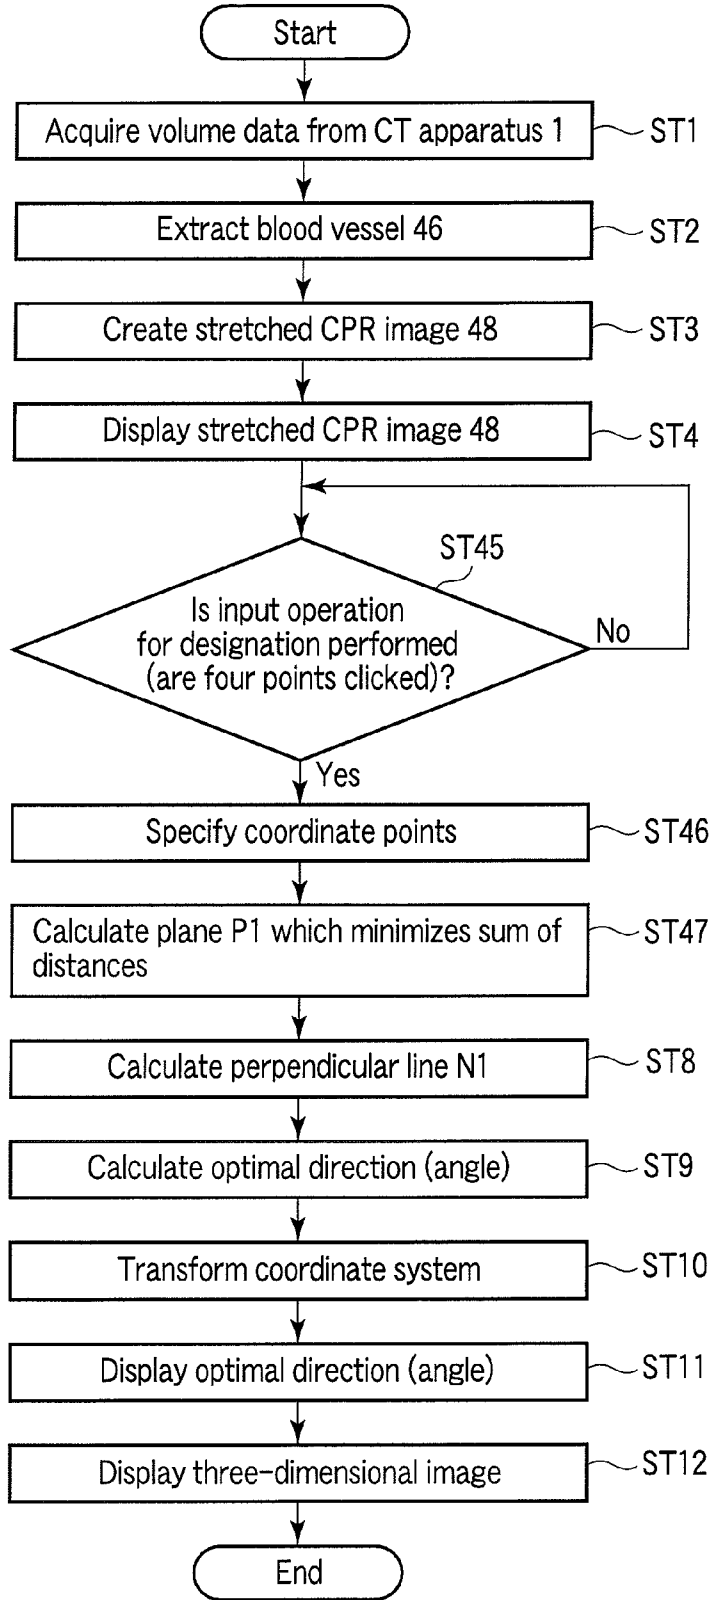 Start
Acquire volume data from CT apparatus 1
ST1
Extract blood vessel 46
ST2
Create stretched CPR image 48
ST3
Display stretched CPR image 48
ST4
ST45
Is input operation
for designation performed
(are four points clicked)?
No
Yes
Specify coordinate points
ST46
Calculate plane P1 which minimizes sum of
distances
ST47
Calculate perpendicular line N1
ST8
Calculate optimal direction (angle)
ST9
Transform coordinate system
ST10
Display optimal direction (angle)
ST11
Display three-dimensional image
ST12
End